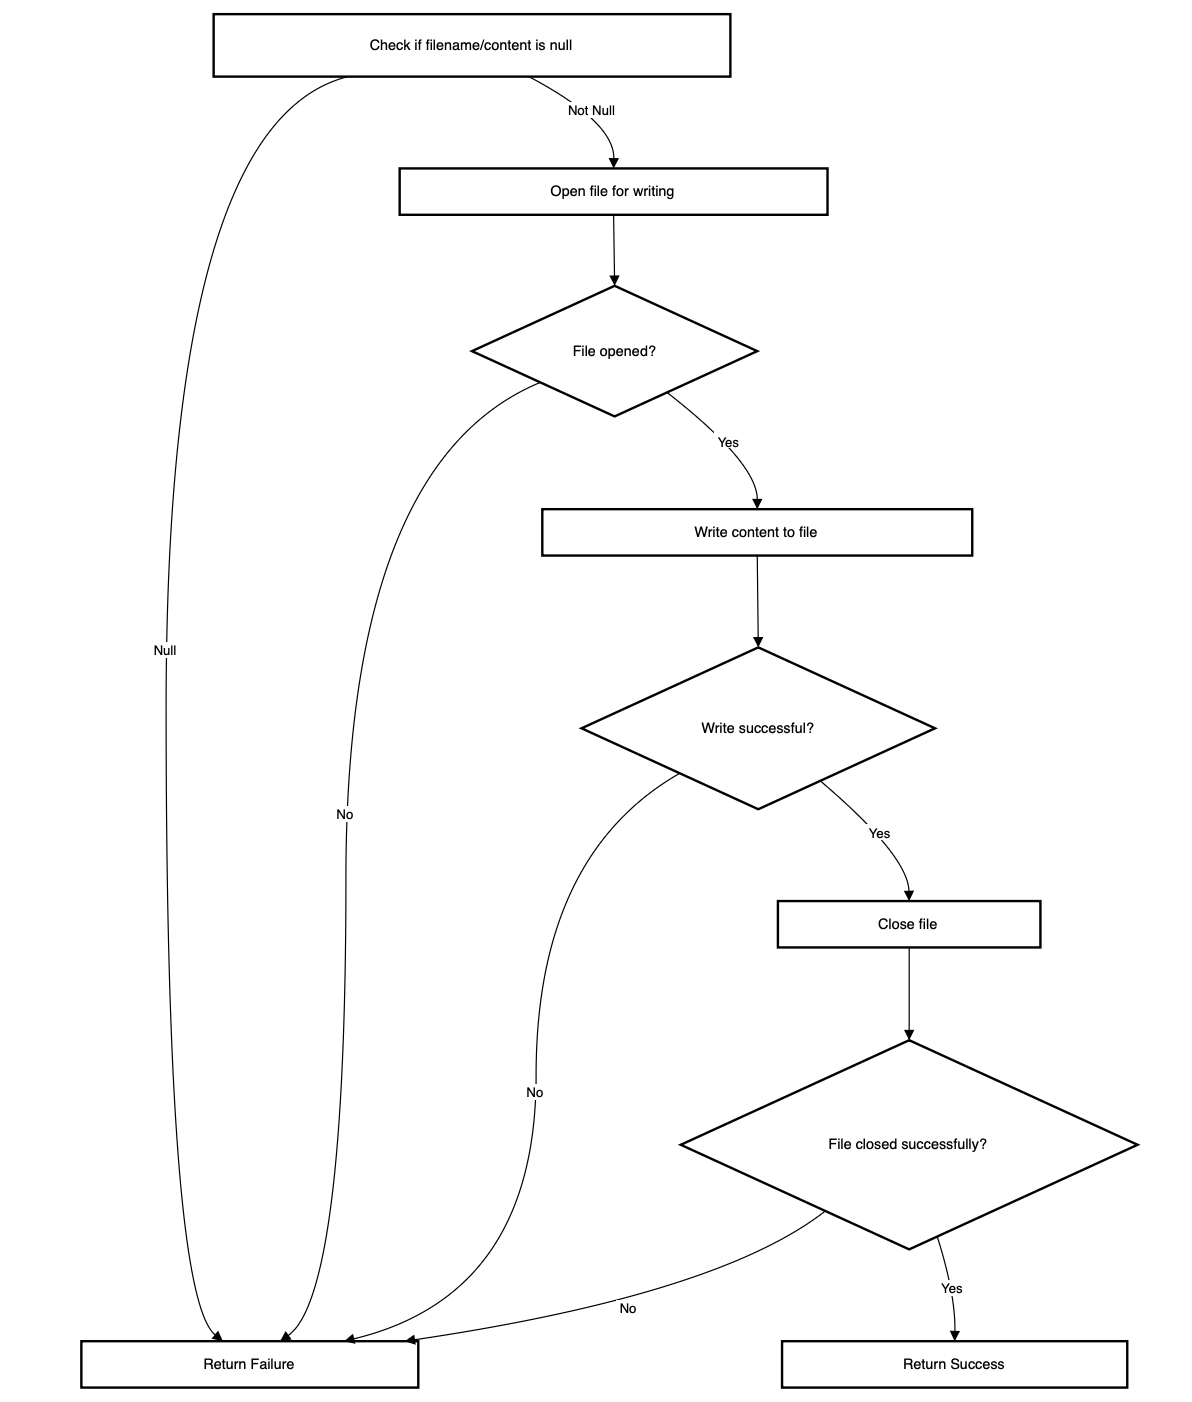 Check if filename/content is null
Not Null
Open file for writing
File opened?
Yes
Write content to file
Null
Write successful?
No
Yes
Close file
No
File closed successfully?
Yes
No
Return Failure
Return Success